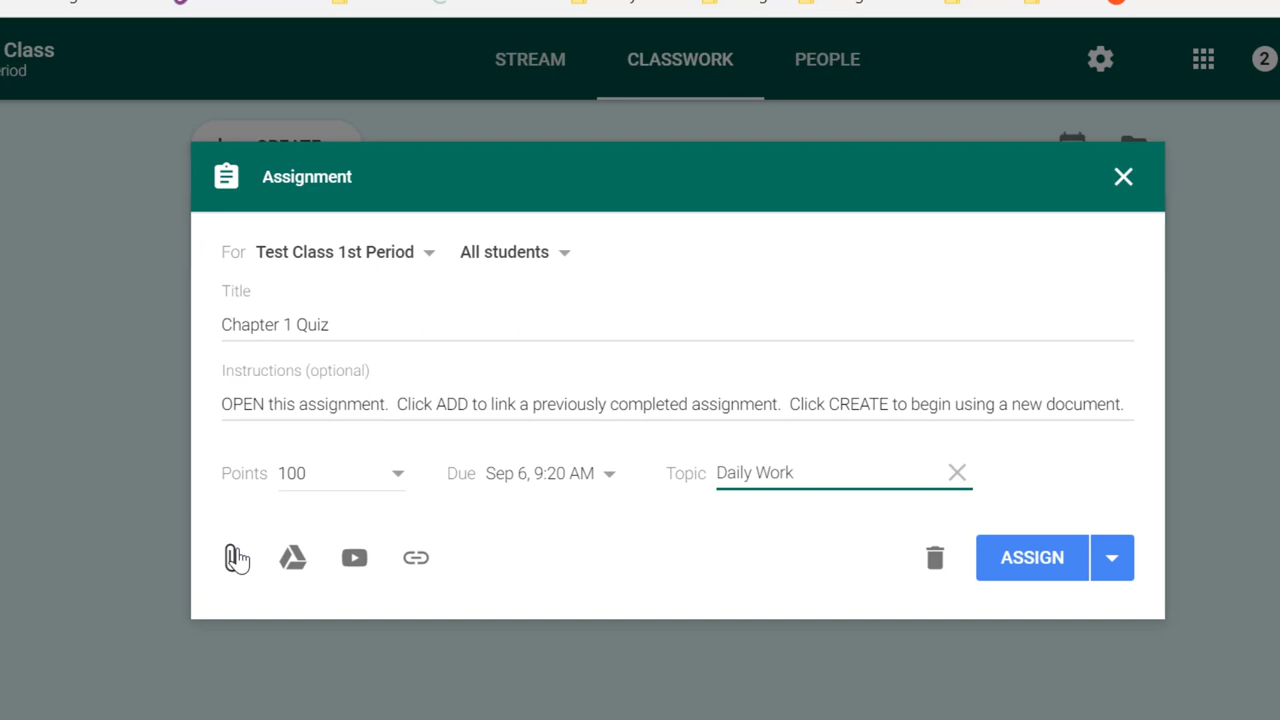 Class
STREAM CLASSWORK PEOPLE 2
Assignment
For Test Class 1st Period All students
Title
Chapter 1 Quiz
Instructions (optional)
OPEN this assignment. Click ADD to link a previously completed assignment. Click CREATE to begin using a new document.
Points 100 Due Sep 6, 9:20 AM Topic Daily Work
ASSIGN